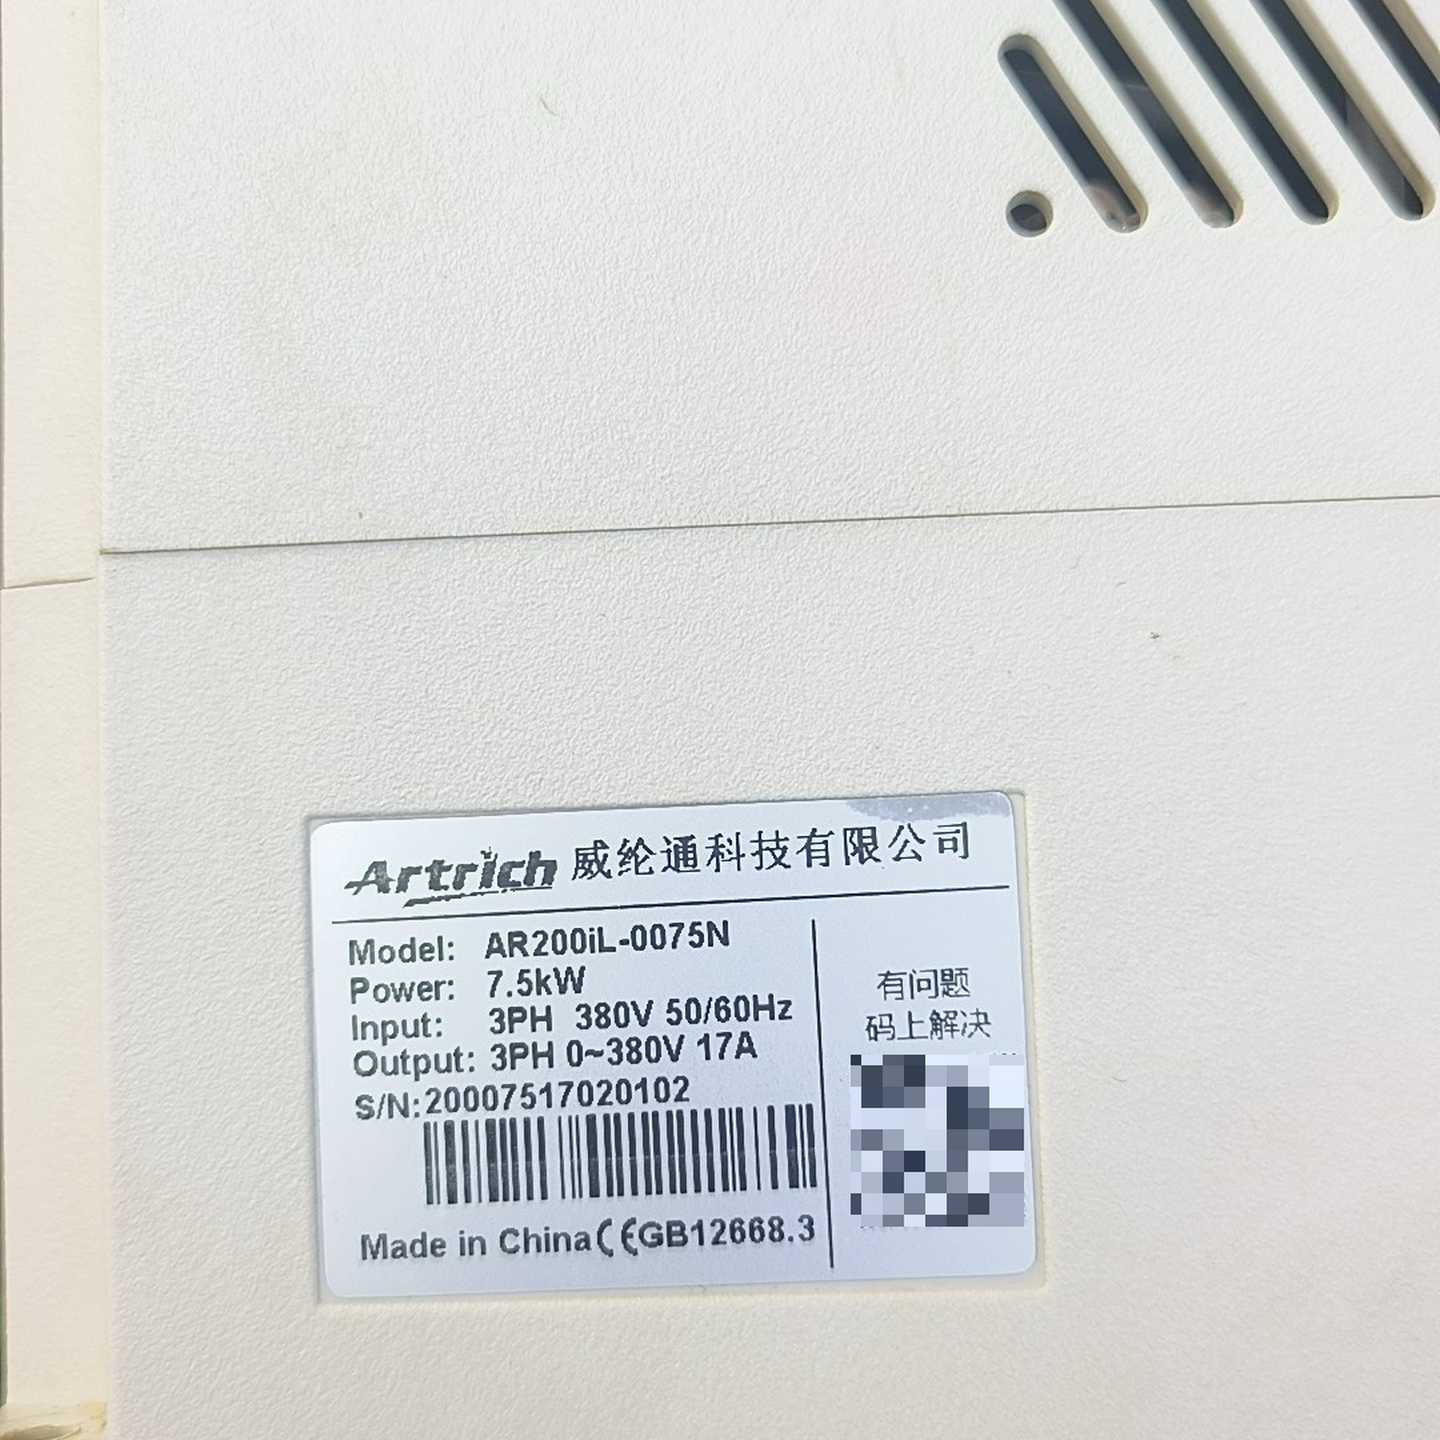 Artrich 威纶通科技有限公司
Model: AR200iL-0075N
Power: 7.5kW
Input: 3PH 380V 50/60Hz
Output: 3PH 0~380V 17A
S/N:20007517020102
Made in China CE GB12668.3
有问题
码上解决